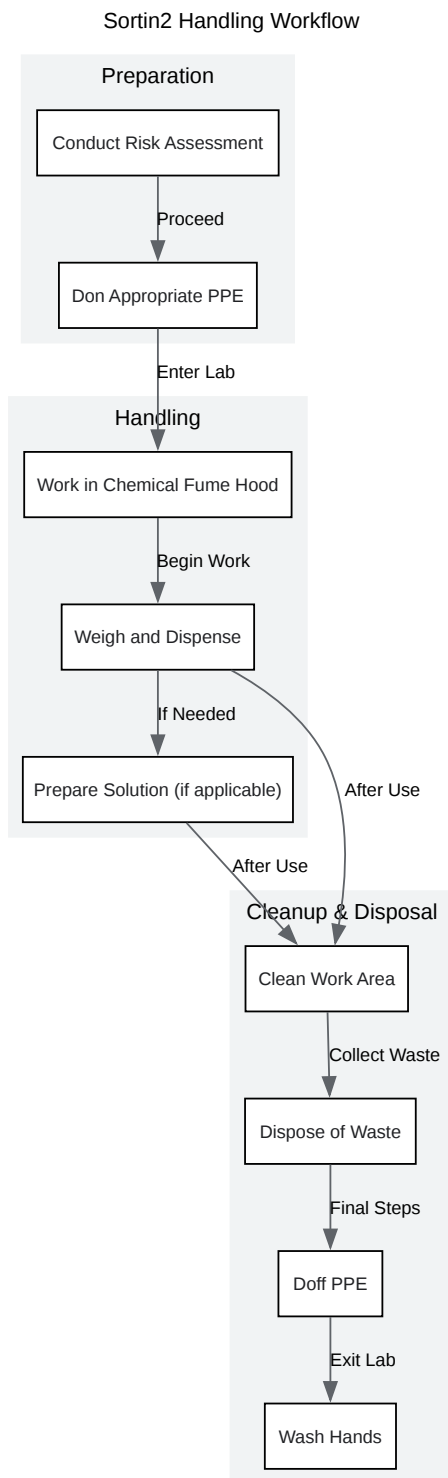 Sortin2 Handling Workflow
Preparation
Conduct Risk Assessment
Proceed
Don Appropriate PPE
Enter Lab
Handling
Work in Chemical Fume Hood
Begin Work
Weigh and Dispense
If Needed
Prepare Solution (if applicable)
After Use
After Use
Cleanup & Disposal
Clean Work Area
Collect Waste
Dispose of Waste
Final Steps
Doff PPE
Exit Lab
Wash Hands